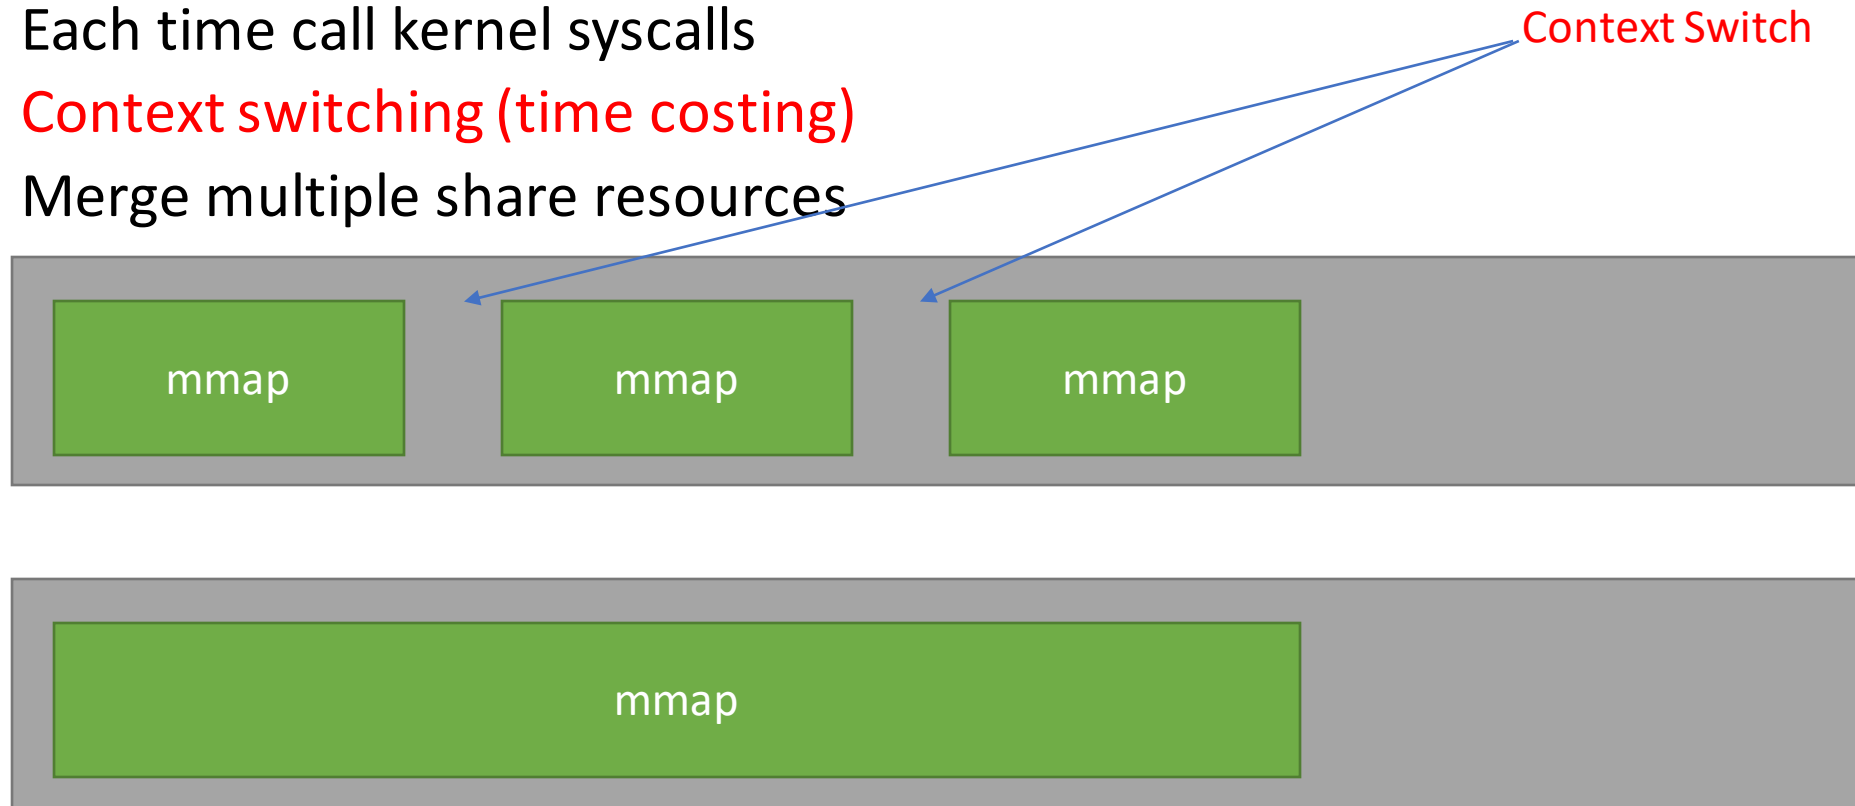 Each time call kernel syscalls
Context Switch
Context switching (time costing)
Merge multiple share resources
mmap
mmap
mmap
mmap